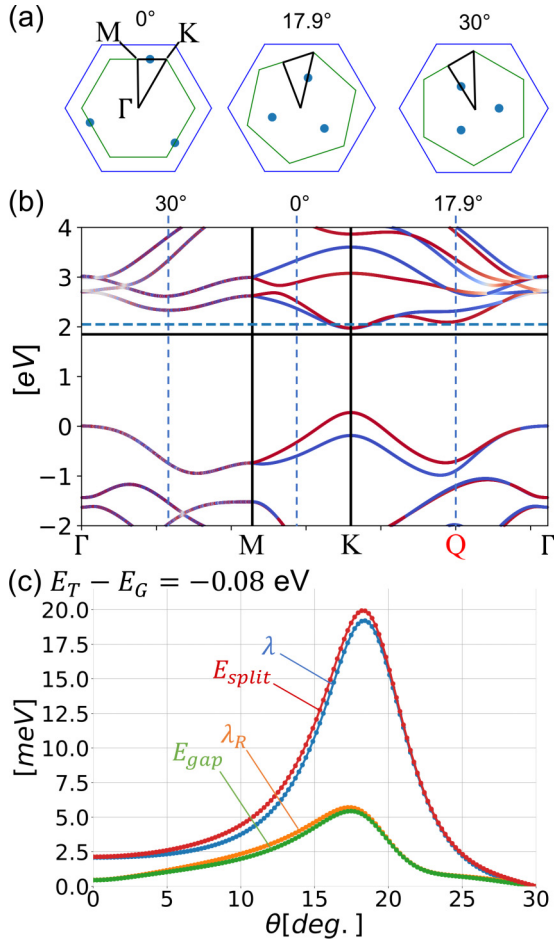 (a)
0° 17.9° 30°
M K
Γ
(b)
30° 0° 17.9°
4
3
2
1
0
−1
−2
[eV]
Γ M K Q Γ
(c) E_T − E_G = −0.08 eV
20.0
17.5
15.0
12.5
10.0
7.5
5.0
2.5
0.0
[meV]
λ
E_split
λ_R
E_gap
0 5 10 15 20 25 30
θ[deg.]